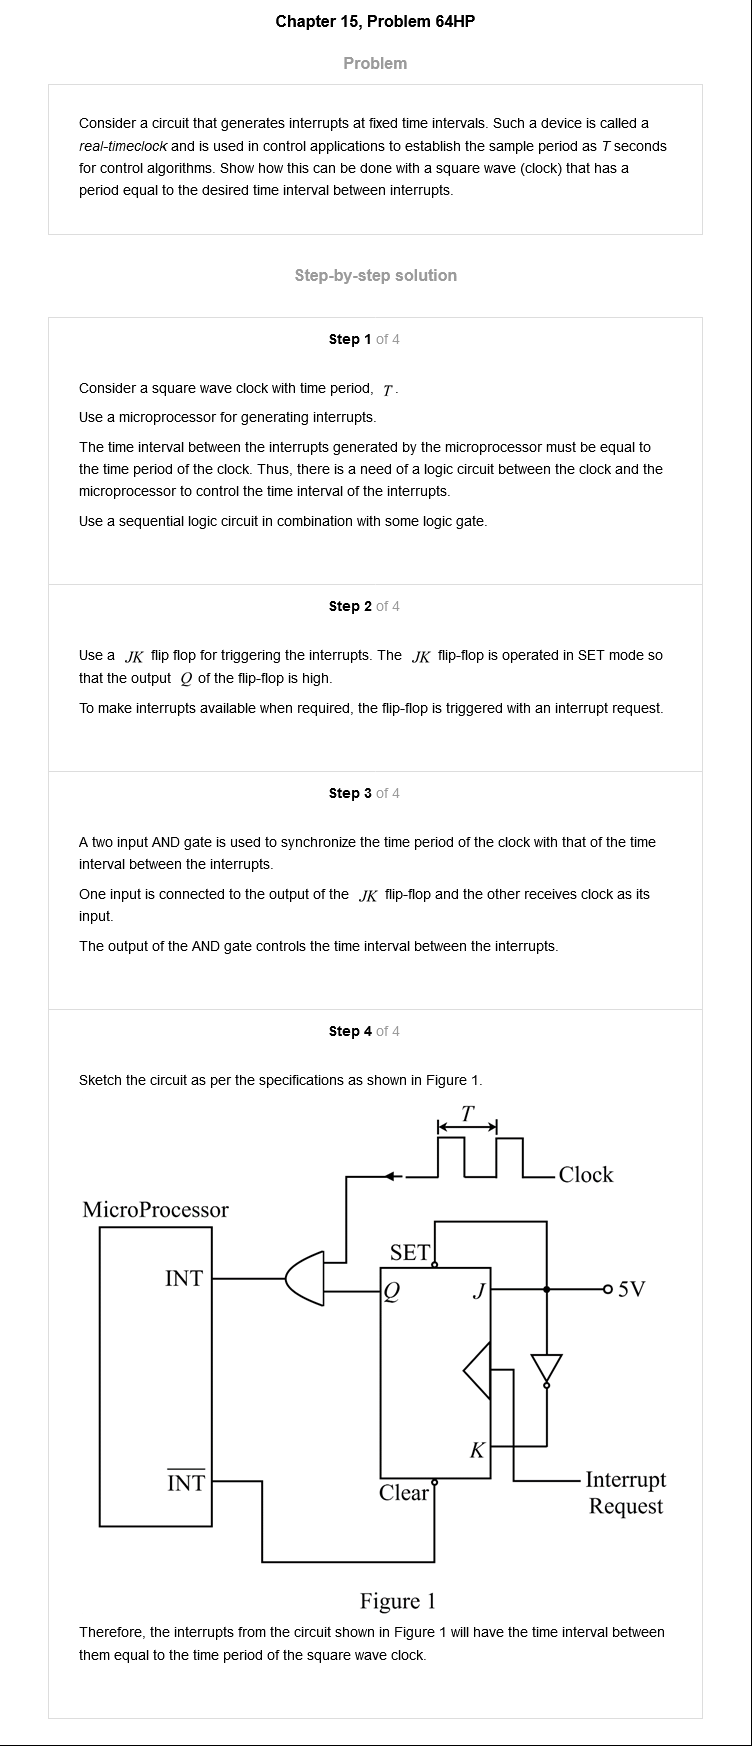 Chapter 15, Problem 64HP
Problem
Consider a circuit that generates interrupts at fixed time intervals. Such a device is called a
real-timeclock and is used in control applications to establish the sample period as T seconds
for control algorithms. Show how this can be done with a square wave (clock) that has a
period equal to the desired time interval between interrupts.
Step-by-step solution
Step 1 of 4
Consider a square wave clock with time period, T.
Use a microprocessor for generating interrupts.
The time interval between the interrupts generated by the microprocessor must be equal to
the time period of the clock. Thus, there is a need of a logic circuit between the clock and the
microprocessor to control the time interval of the interrupts.
Use a sequential logic circuit in combination with some logic gate.
Step 2 of 4
Use a JK flip flop for triggering the interrupts. The JK flip-flop is operated in SET mode so
that the output Q of the flip-flop is high.
To make interrupts available when required, the flip-flop is triggered with an interrupt request.
Step 3 of 4
A two input AND gate is used to synchronize the time period of the clock with that of the time
interval between the interrupts.
One input is connected to the output of the JK flip-flop and the other receives clock as its
input.
The output of the AND gate controls the time interval between the interrupts.
Step 4 of 4
Sketch the circuit as per the specifications as shown in Figure 1.
T
Clock
MicroProcessor
SET
INT
Q
J
5V
K
I̅N̅T̅
Clear
Interrupt
Request
Figure 1
Therefore, the interrupts from the circuit shown in Figure 1 will have the time interval between
them equal to the time period of the square wave clock.